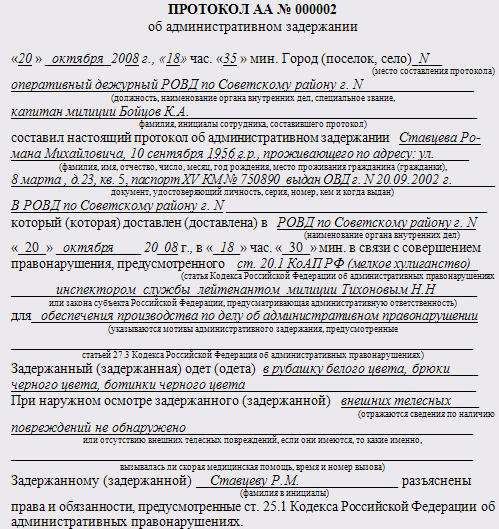 ПРОТОКОЛ АА № 000002
об административном задержании
«20 » октября 2008 г., «18» час. «35 » мин. Город (поселок, село) N
(место составления протокола)
оперативный дежурный РОВД по Советскому району г. N
(должность, наименование органа внутренних дел, специальное звание,
капитан милиции Бойцов К.А.
фамилия, инициалы сотрудника, составившего протокол)
составил настоящий протокол об административном задержании Ставцева Ро-
мана Михайловича, 10 сентября 1956 г.р., проживающего по адресу: ул.
(фамилия, имя, отчество, число, месяц, год рождения, место проживания гражданина (гражданки),
8 марта , д.23, кв. 5, паспорт XV КМ № 750890 выдан ОВД г. N 20.09.2002 г.
документ, удостоверяющий личность, серия, номер, кем и когда выдан)
В РОВД по Советскому району г. N
который (которая) доставлен (доставлена) в РОВД по Советскому району г. N
(наименование органа внутренних дел)
« 20 » октября 20 08 г., в « 18 » час. « 30 » мин. в связи с совершением
правонарушения, предусмотренного ст. 20.1 КоАП РФ (мелкое хулиганство)
(статья Кодекса Российской Федерации об административных правонарушениях
инспектором службы лейтенантом милиции Тихоновым Н.Н
или закона субъекта Российской Федерации, предусматривающая административную ответственность)
для обеспечения производства по делу об административном правонарушении
(указываются мотивы административного задержания, предусмотренные
статьей 27.3 Кодекса Российской Федерации об административных правонарушениях)
Задержанный (задержанная) одет (одета) в рубашку белого цвета, брюки
черного цвета, ботинки черного цвета
При наружном осмотре задержанного (задержанной) внешних телесных
(отражаются сведения по наличию
повреждений не обнаружено
или отсутствию внешних телесных повреждений, если они имеются, то какие именно,
вызывалась ли скорая медицинская помощь, время и номер вызова)
Задержанному (задержанной) Ставцеву Р.М. разъяснены
(фамилия в инициалы)
права и обязанности, предусмотренные ст. 25.1 Кодекса Российской Федерации об
административных правонарушениях.